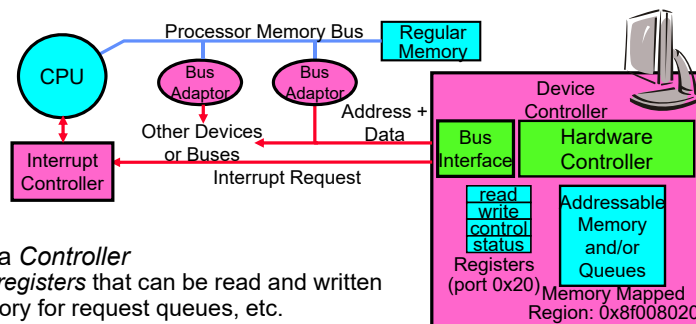 Processor Memory Bus
Regular
Memory
CPU
Bus
Adaptor
Bus
Adaptor
Address +
Data
Other Devices
or Buses
Interrupt
Controller
Interrupt Request
Device
Controller
Bus
Interface
Hardware
Controller
read
write
control
status
Registers
(port 0x20)
Addressable
Memory
and/or
Queues
Memory Mapped
Region: 0x8f008020
a Controller
registers that can be read and written
ory for request queues, etc.